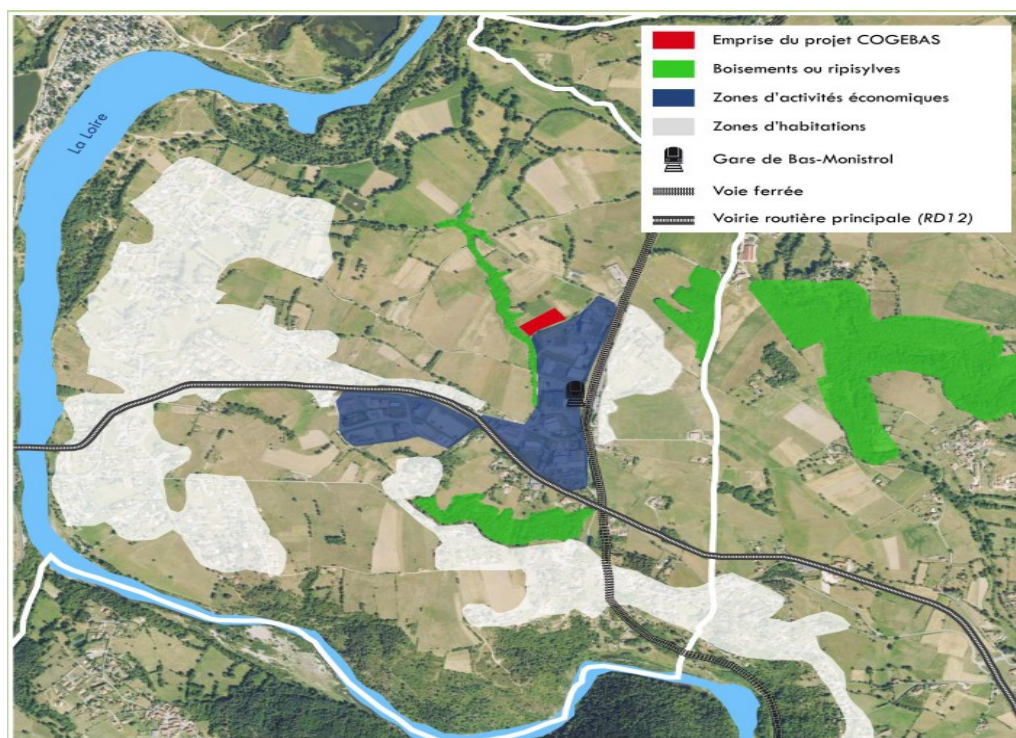 Emprise du projet COGEBAS
Boisements ou ripisylves
Zones d'activités économiques
Zones d'habitations
Gare de Bas-Monistrol
Voie ferrée
Voirie routière principale (RD12)
La Loire